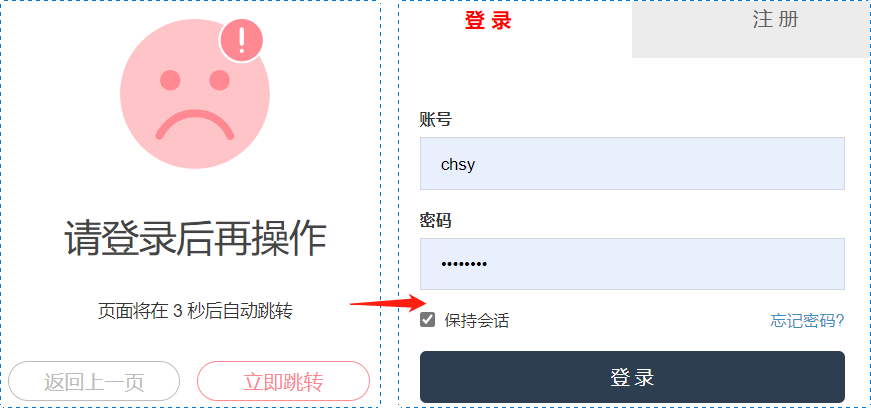 请登录后再操作
页面将在 3 秒后自动跳转
返回上一页
立即跳转
登 录
注 册
账号
chsy
密码
••••••••
保持会话
忘记密码?
登 录